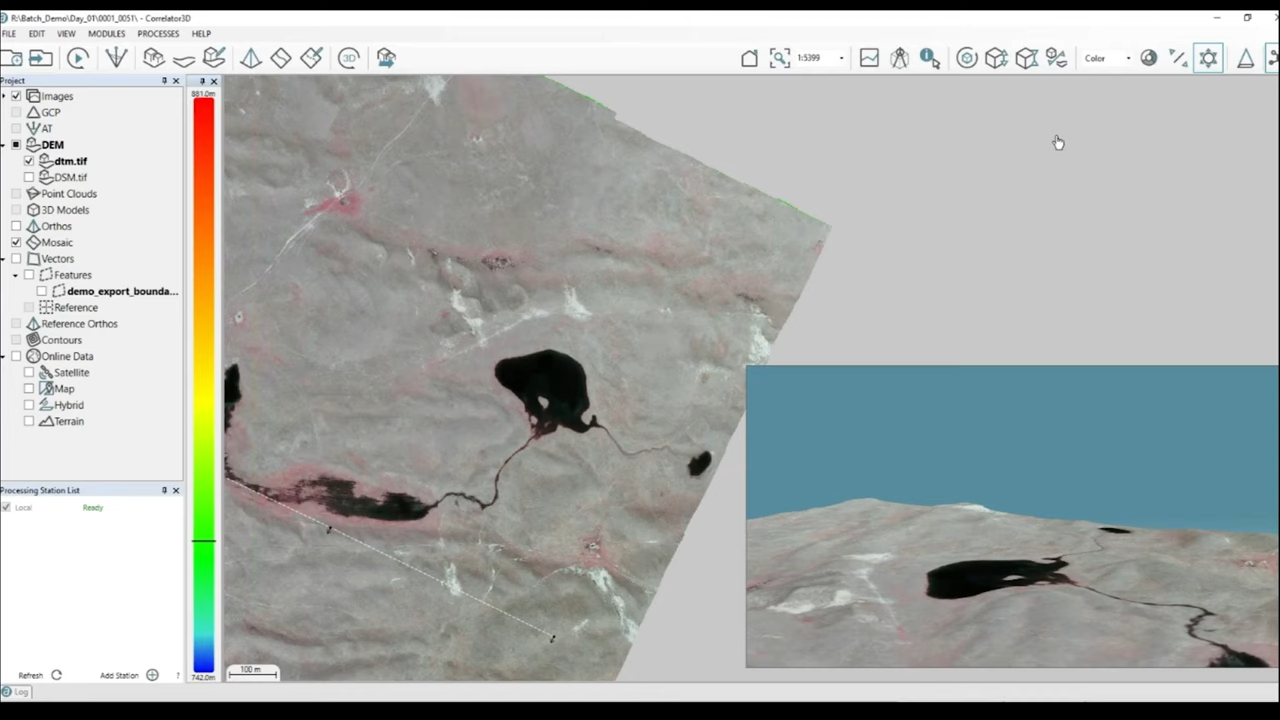 R:\Batch_Demo\Day_01\0001_0051\ - Correlator3D
FILE EDIT VIEW MODULES PROCESSES HELP
3D
1:5399
Color
Project
881.0m
Images
GCP
AT
DEM
dtm.tif
DSM.tif
Point Clouds
3D Models
Orthos
Mosaic
Vectors
Features
demo_export_bounda...
Reference
Reference Orthos
Contours
Online Data
Satellite
Map
Hybrid
Terrain
Processing Station List
Local Ready
Refresh Add Station ?
742.0m
100 m
Log